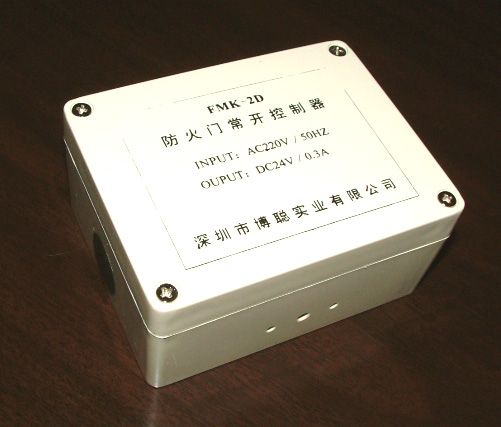 FMK-2D
防火门常开控制器
INPUT: AC220V / 50HZ
OUPUT: DC24V / 0.3A
深圳市博聪实业有限公司